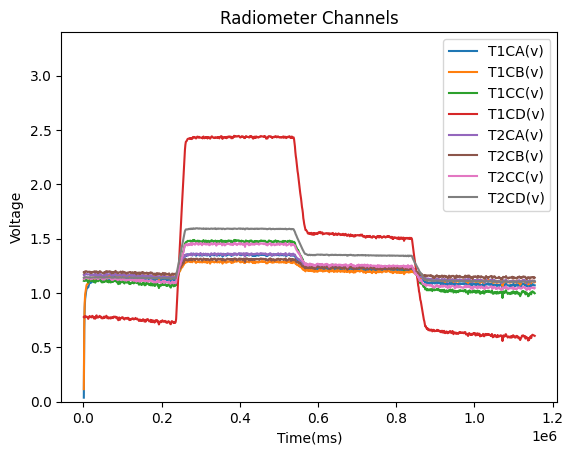 Radiometer Channels
Voltage
3.0
2.5
2.0
1.5
1.0
0.5
0.0
T1CA(v)
T1CB(v)
T1CC(v)
T1CD(v)
T2CA(v)
T2CB(v)
T2CC(v)
T2CD(v)
0.0 0.2 0.4 0.6 0.8 1.0 1.2
1e6
Time(ms)